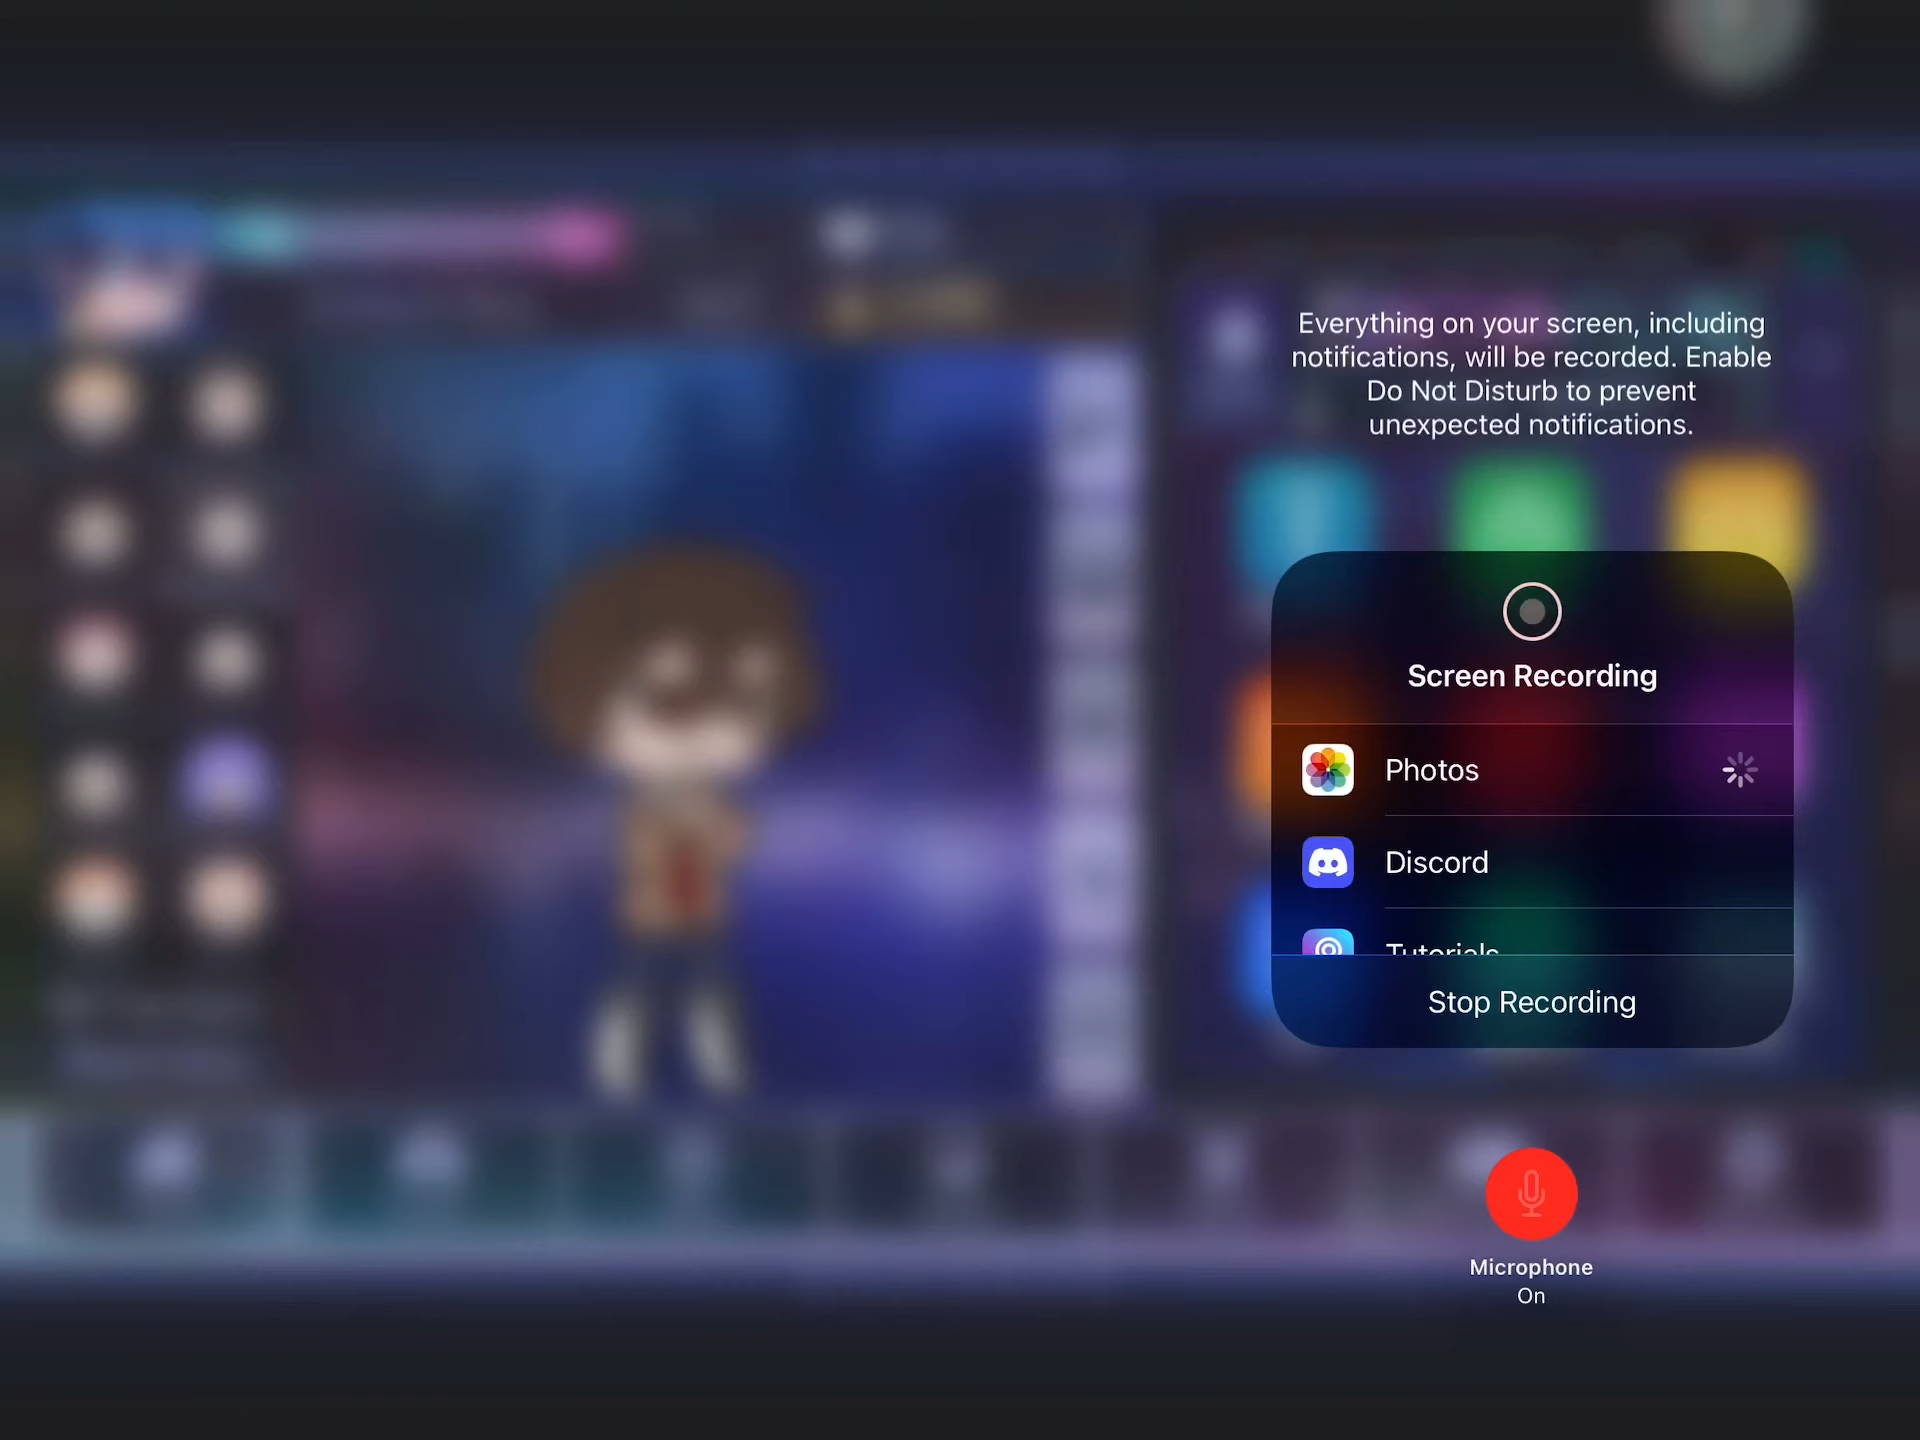 Everything on your screen, including
notifications, will be recorded. Enable
Do Not Disturb to prevent
unexpected notifications.
Screen Recording
Photos
Discord
Tutorials
Stop Recording
Microphone
On